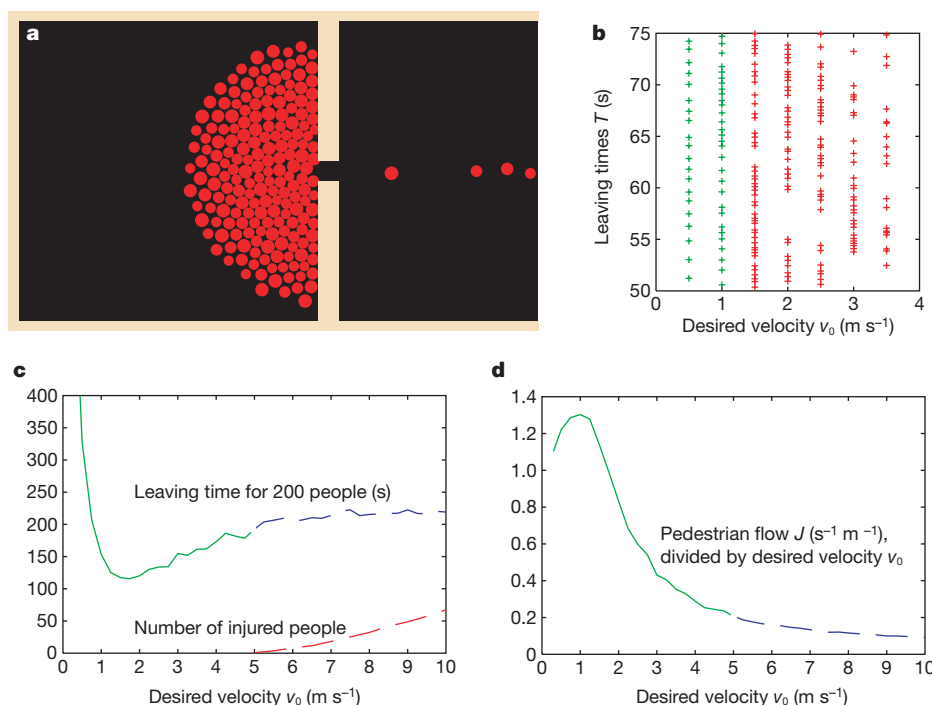 a
b
75
70
65
60
55
50
Leaving times T (s)
0 1 2 3 4
Desired velocity v₀ (m s⁻¹)
c
400
350
300
250
200
150
100
50
0
Leaving time for 200 people (s)
Number of injured people
0 1 2 3 4 5 6 7 8 9 10
Desired velocity v₀ (m s⁻¹)
d
1.4
1.2
1.0
0.8
0.6
0.4
0.2
0
Pedestrian flow J (s⁻¹ m ⁻¹),
divided by desired velocity v₀
0 1 2 3 4 5 6 7 8 9 10
Desired velocity v₀ (m s⁻¹)